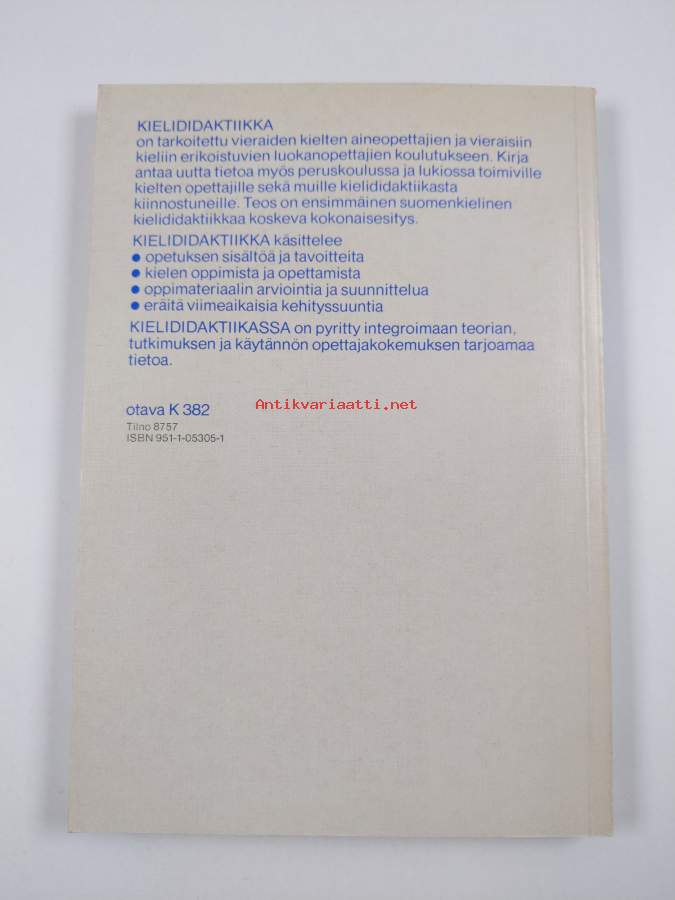 KIELIDIDAKTIIKKA
on tarkoitettu vieraiden kielten aineopettajien ja vieraisiin
kieliin erikoistuvien luokanopettajien koulutukseen. Kirja
antaa uutta tietoa myös peruskoulussa ja lukiossa toimiville
kielten opettajille sekä muille kielididaktiikasta
kiinnostuneille. Teos on ensimmäinen suomenkielinen
kielididaktiikkaa koskeva kokonaisesitys.
KIELIDIDAKTIIKKA käsittelee
● opetuksen sisältöä ja tavoitteita
● kielen oppimista ja opettamista
● oppimateriaalin arviointia ja suunnittelua
● eräitä viimeaikaisia kehityssuuntia
KIELIDIDAKTIIKASSA on pyritty integroimaan teorian,
tutkimuksen ja käytännön opettajakokemuksen tarjoamaa
tietoa.
otava K 382
Antikvariaatti.net
Tilno 8757
ISBN 951-1-05305-1